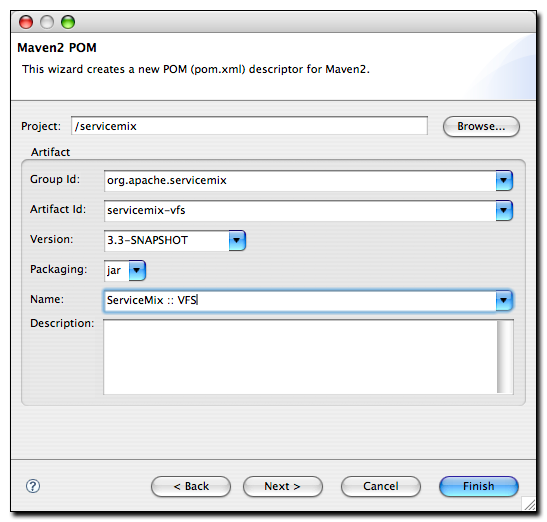 Maven2 POM
This wizard creates a new POM (pom.xml) descriptor for Maven2.
Project: /servicemix Browse...
Artifact
Group Id: org.apache.servicemix
Artifact Id: servicemix-vfs
Version: 3.3-SNAPSHOT
Packaging: jar
Name: ServiceMix :: VFS
Description:
? < Back Next > Cancel Finish